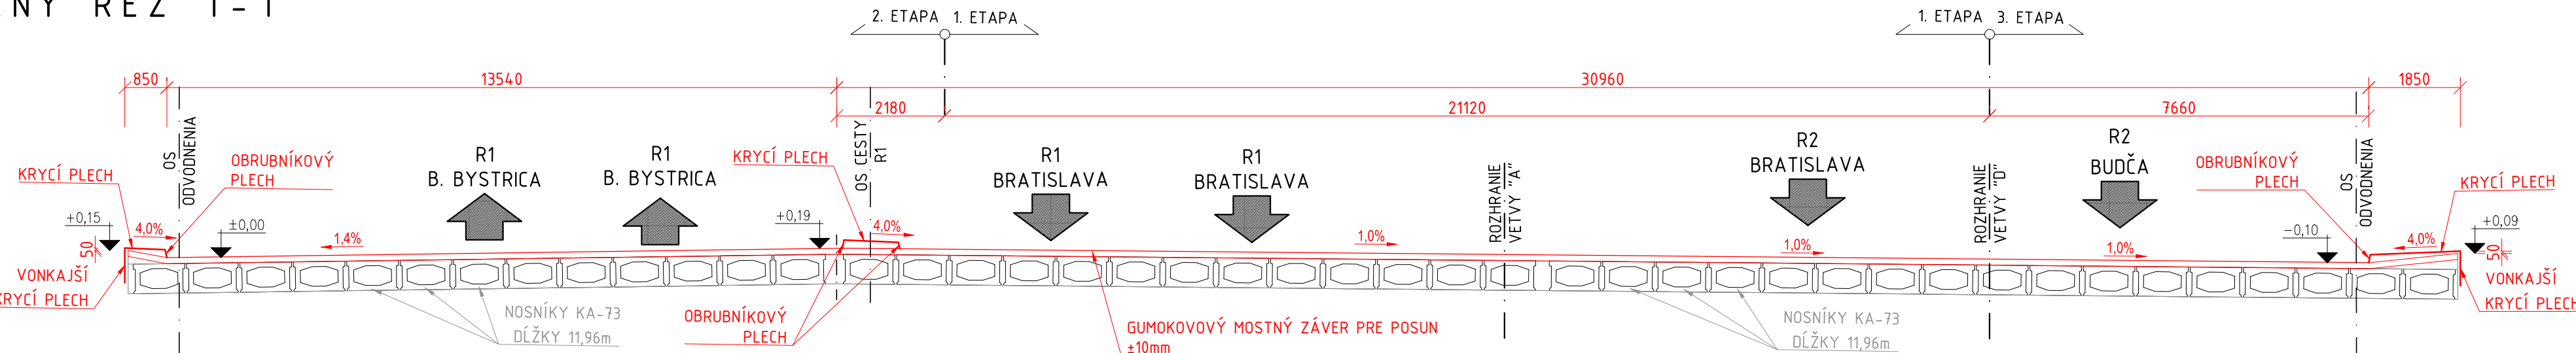 REZ 1-1
2. ETAPA 1. ETAPA
1. ETAPA 3. ETAPA
850
13540
30960
1850
2180
21120
7660
OS
ODVODNENIA
OS CESTY
R1
ROZHRANIE
VETVY "A"
ROZHRANIE
VETVY "D"
OS
ODVODNENIA
KRYCÍ PLECH
OBRUBNÍKOVÝ
PLECH
R1
B. BYSTRICA
R1
B. BYSTRICA
KRYCÍ PLECH
R1
BRATISLAVA
R1
BRATISLAVA
R2
BRATISLAVA
R2
BUDČA
OBRUBNÍKOVÝ
PLECH
KRYCÍ PLECH
+0,15
4,0%
±0,00
1,4%
+0,19
4,0%
1,0%
1,0%
1,0%
-0,10
4,0%
+0,09
50
50
VONKAJŠÍ
KRYCÍ PLECH
NOSNÍKY KA-73
DĹŽKY 11,96m
OBRUBNÍKOVÝ
PLECH
GUMOKOVOVÝ MOSTNÝ ZÁVER PRE POSUN
±10mm
NOSNÍKY KA-73
DĹŽKY 11,96m
VONKAJŠÍ
KRYCÍ PLECH